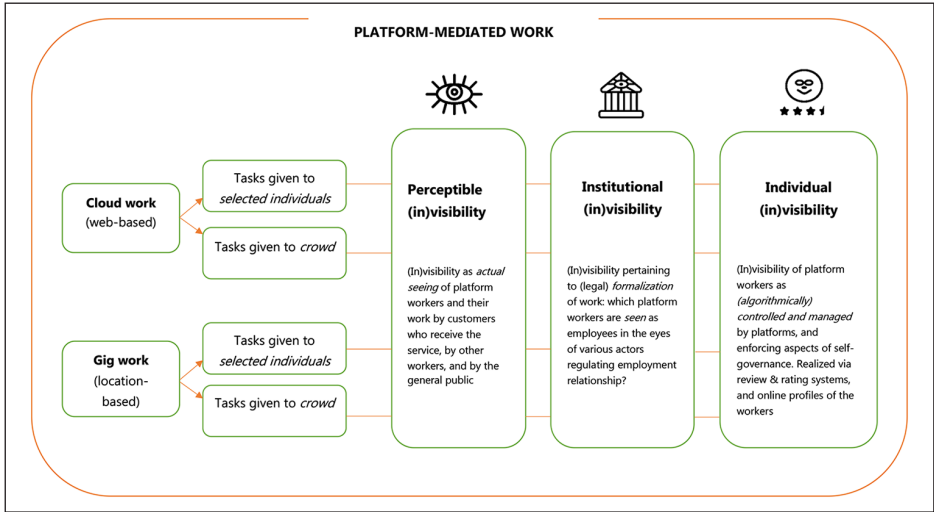 PLATFORM-MEDIATED WORK
Cloud work
(web-based)
Tasks given to
selected individuals
Tasks given to crowd
Gig work
(location-
based)
Tasks given to
selected individuals
Tasks given to crowd
Perceptible
(in)visibility
(In)visibility as actual
seeing of platform
workers and their
work by customers
who receive the
service, by other
workers, and by the
general public
Institutional
(in)visibility
(In)visibility pertaining
to (legal) formalization
of work: which platform
workers are seen as
employees in the eyes
of various actors
regulating employment
relationship?
Individual
(in)visibility
(In)visibility of platform
workers as
(algorithmically)
controlled and managed
by platforms, and
enforcing aspects of self-
governance. Realized via
review & rating systems,
and online profiles of the
workers